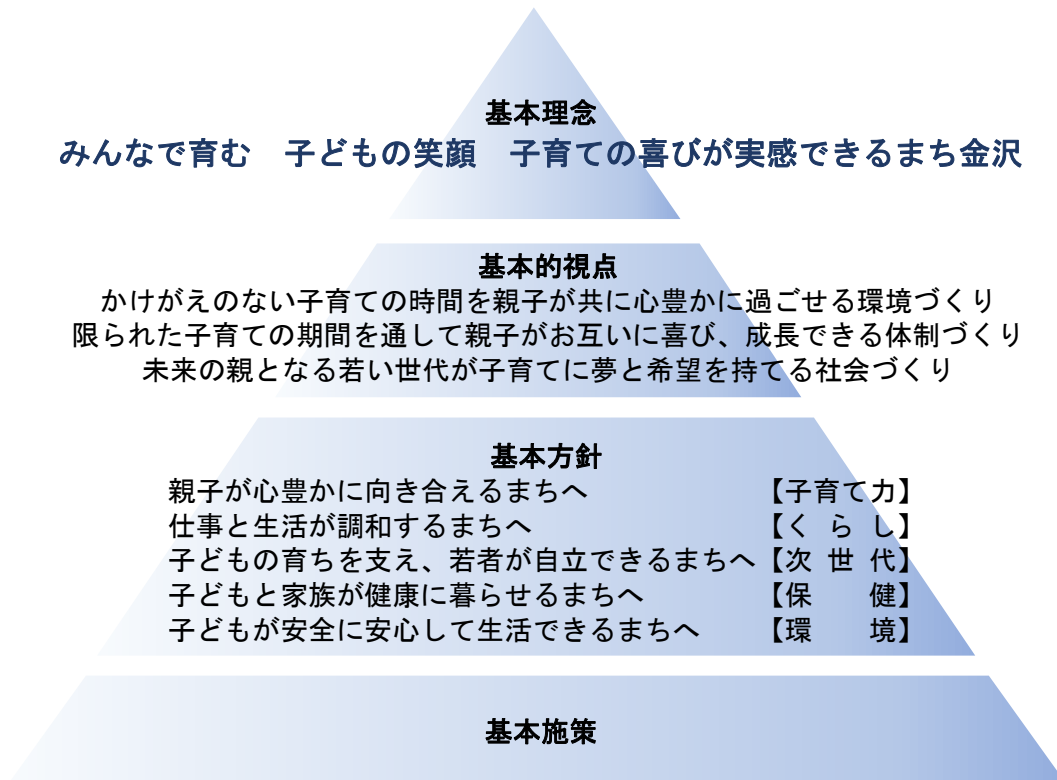 基本理念
みんなで育む　子どもの笑顔　子育ての喜びが実感できるまち金沢
基本的視点
かけがえのない子育ての時間を親子が共に心豊かに過ごせる環境づくり
限られた子育ての期間を通して親子がお互いに喜び、成長できる体制づくり
未来の親となる若い世代が子育てに夢と希望を持てる社会づくり
基本方針
親子が心豊かに向き合えるまちへ　【子育て力】
仕事と生活が調和するまちへ　【く ら し】
子どもの育ちを支え、若者が自立できるまちへ【次 世 代】
子どもと家族が健康に暮らせるまちへ　【保　健】
子どもが安全に安心して生活できるまちへ　【環　境】
基本施策